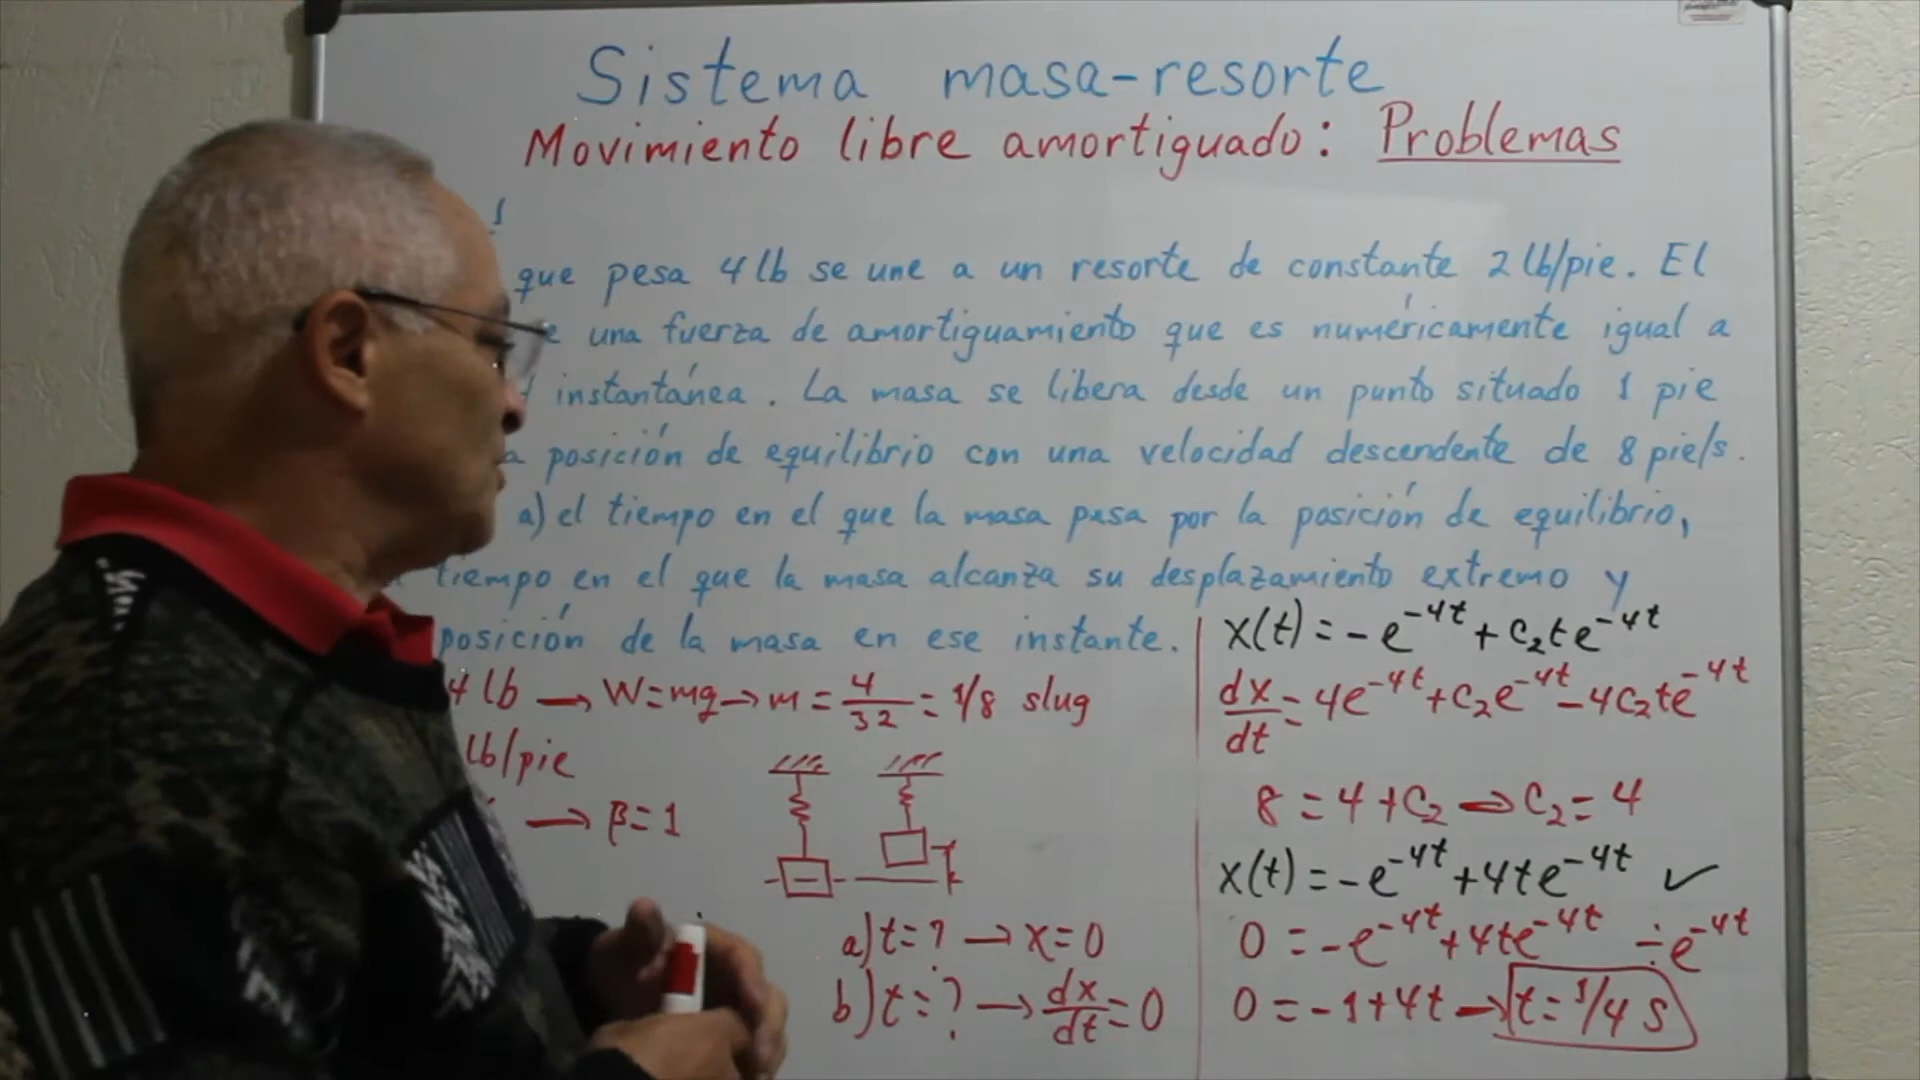 Sistema masa-resorte
Movimiento libre amortiguado: Problemas
1
que pesa 4 lb se une a un resorte de constante 2 lb/pie. El
una fuerza de amortiguamiento que es numéricamente igual a
instantánea. La masa se libera desde un punto situado 1 pie
a posición de equilibrio con una velocidad descendente de 8 pie/s.
a) el tiempo en el que la masa pasa por la posición de equilibrio,
tiempo en el que la masa alcanza su desplazamiento extremo y
posición de la masa en ese instante.
4 lb → W=mg → m = 4/32 = 1/8 slug
lb/pie
→ β=1
a) t=? → x=0
b) t=? → dx/dt=0
x(t) = -e^-4t + c₂te^-4t
dx/dt = 4e^-4t + c₂e^-4t - 4c₂te^-4t
8 = 4 + c₂ → c₂ = 4
x(t) = -e^-4t + 4te^-4t ✓
0 = -e^-4t + 4te^-4t ÷e^-4t
0 = -1+4t → t = 1/4 s